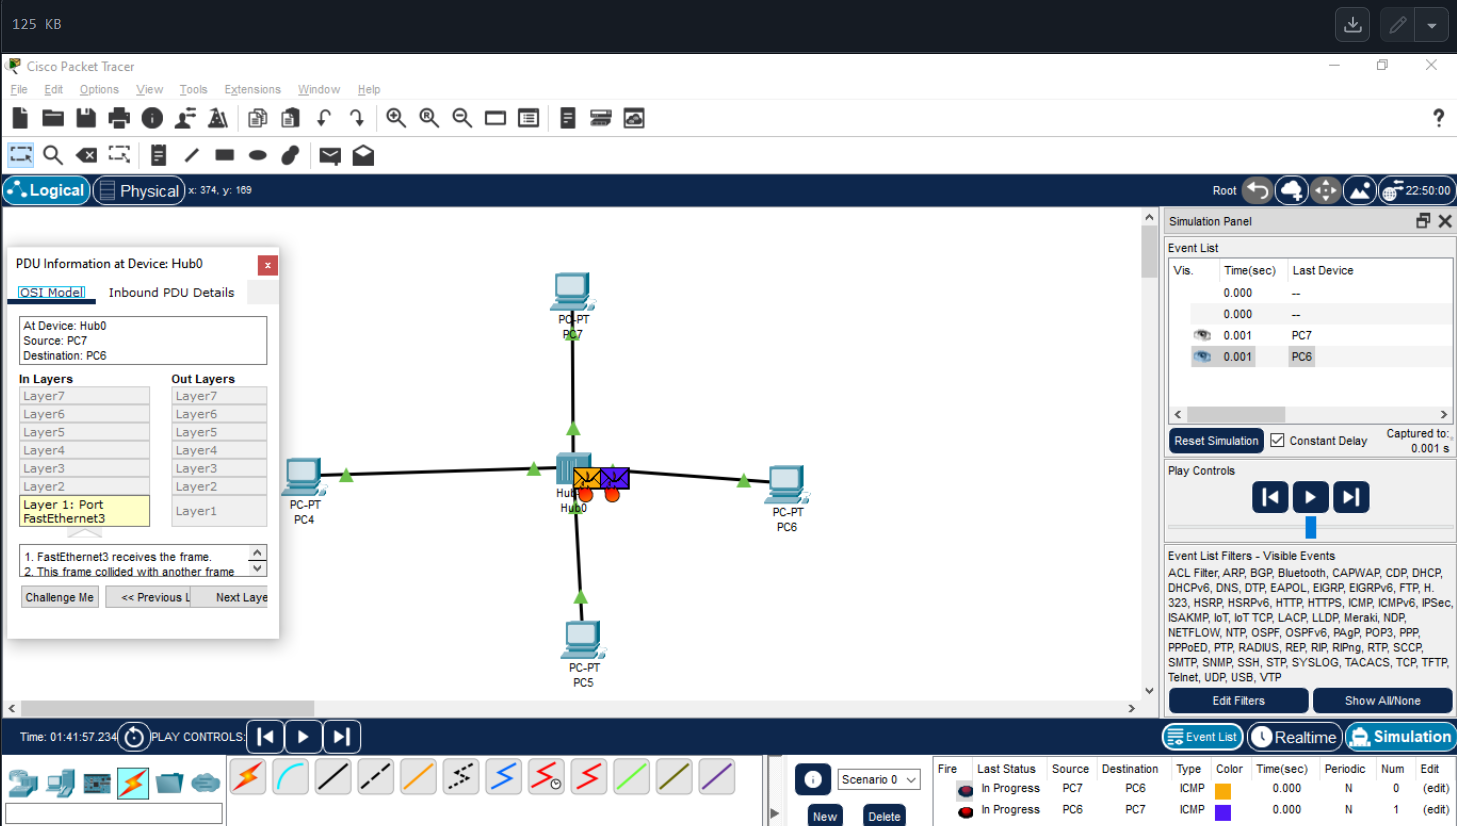 125 KB
Cisco Packet Tracer
File Edit Options View Tools Extensions Window Help
Logical Physical x: 374, y: 169
Root 22:50:00
PDU Information at Device: Hub0
OSI Model Inbound PDU Details
At Device: Hub0
Source: PC7
Destination: PC6
In Layers Out Layers
Layer7 Layer7
Layer6 Layer6
Layer5 Layer5
Layer4 Layer4
Layer3 Layer3
Layer2 Layer2
Layer 1: Port
FastEthernet3
Layer1
1. FastEthernet3 receives the frame.
2. This frame collided with another frame
Challenge Me << Previous L Next Laye
PC-PT
PC7
PC-PT
PC4
Hub0
PC-PT
PC6
PC-PT
PC5
Simulation Panel
Event List
Vis. Time(sec) Last Device
0.000 --
0.000 --
0.001 PC7
0.001 PC6
Reset Simulation Constant Delay Captured to:
0.001 s
Play Controls
Event List Filters - Visible Events
ACL Filter, ARP, BGP, Bluetooth, CAPWAP, CDP, DHCP,
DHCPv6, DNS, DTP, EAPOL, EIGRP, EIGRPv6, FTP, H.
323, HSRP, HSRPv6, HTTP, HTTPS, ICMP, ICMPv6, IPSec,
ISAKMP, IoT, IoT TCP, LACP, LLDP, Meraki, NDP,
NETFLOW, NTP, OSPF, OSPFv6, PAgP, POP3, PPP,
PPPoED, PTP, RADIUS, REP, RIP, RIPng, RTP, SCCP,
SMTP, SNMP, SSH, STP, SYSLOG, TACACS, TCP, TFTP,
Telnet, UDP, USB, VTP
Edit Filters Show All/None
Time: 01:41:57.234 PLAY CONTROLS:
Event List Realtime Simulation
Scenario 0
New Delete
Fire Last Status Source Destination Type Color Time(sec) Periodic Num Edit
In Progress PC7 PC6 ICMP 0.000 N 0 (edit)
In Progress PC6 PC7 ICMP 0.000 N 1 (edit)